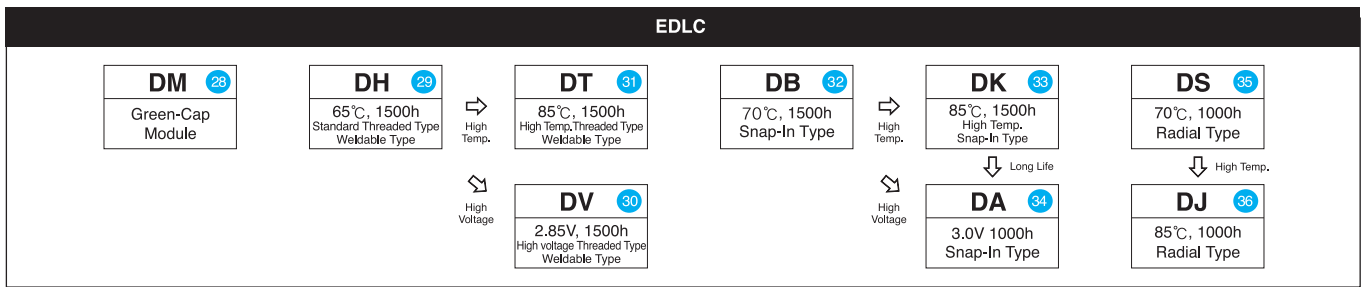 EDLC
DM 28
Green-Cap
Module
DH 29
65℃, 1500h
Standard Threaded Type
Weldable Type
High
Temp.
DT 31
85℃, 1500h
High Temp.Threaded Type
Weldable Type
High
Voltage
DV 30
2.85V, 1500h
High voltage Threaded Type
Weldable Type
DB 32
70℃, 1500h
Snap-In Type
High
Temp.
DK 33
85℃, 1500h
High Temp.
Snap-In Type
Long Life
High
Voltage
DA 34
3.0V 1000h
Snap-In Type
DS 35
70℃, 1000h
Radial Type
High Temp.
DJ 36
85℃, 1000h
Radial Type